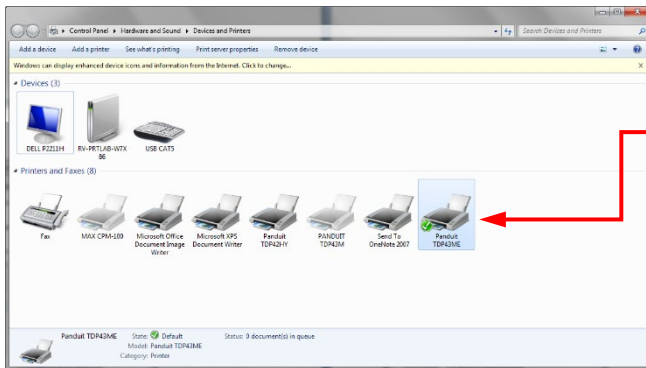 Control Panel ▸ Hardware and Sound ▸ Devices and Printers
Search Devices and Printers
Add a device Add a printer See what's printing Print server properties Remove device
Windows can display enhanced device icons and information from the Internet. Click to change...
Devices (3)
DELL P2211H RV-PRTLAB-W7X USB CAT5
86
Printers and Faxes (8)
Fax MAX CPM-100 Microsoft Office Microsoft XPS Panduit PANDUIT Send To Panduit
Document Image Document Writer TDP42HY TDP43M OneNote 2007 TDP43ME
Writer
Panduit TDP43ME State: Default Status: 0 document(s) in queue
Model: Panduit TDP43ME
Category: Printer